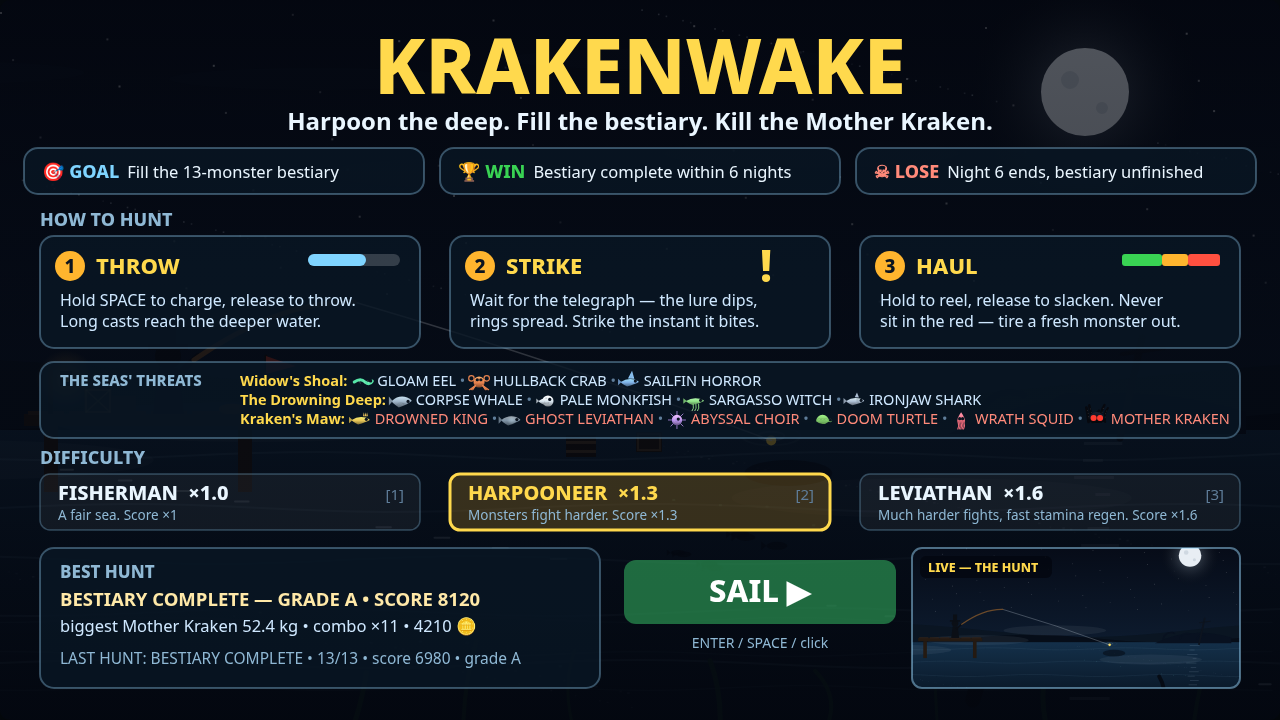 KRAKENWAKE
Harpoon the deep. Fill the bestiary. Kill the Mother Kraken.
🎯 GOAL Fill the 13-monster bestiary
🏆 WIN Bestiary complete within 6 nights
☠ LOSE Night 6 ends, bestiary unfinished
HOW TO HUNT
1 THROW
Hold SPACE to charge, release to throw.
Long casts reach the deeper water.
2 STRIKE !
Wait for the telegraph — the lure dips,
rings spread. Strike the instant it bites.
3 HAUL
Hold to reel, release to slacken. Never
sit in the red — tire a fresh monster out.
THE SEAS' THREATS
Widow's Shoal: GLOAM EEL • HULLBACK CRAB • SAILFIN HORROR
The Drowning Deep: CORPSE WHALE • PALE MONKFISH • SARGASSO WITCH • IRONJAW SHARK
Kraken's Maw: DROWNED KING • GHOST LEVIATHAN • ABYSSAL CHOIR • DOOM TURTLE • WRATH SQUID • MOTHER KRAKEN
DIFFICULTY
FISHERMAN ×1.0 [1]
A fair sea. Score ×1
HARPOONEER ×1.3 [2]
Monsters fight harder. Score ×1.3
LEVIATHAN ×1.6 [3]
Much harder fights, fast stamina regen. Score ×1.6
BEST HUNT
BESTIARY COMPLETE — GRADE A • SCORE 8120
biggest Mother Kraken 52.4 kg • combo ×11 • 4210 🪙
LAST HUNT: BESTIARY COMPLETE • 13/13 • score 6980 • grade A
SAIL ▶
ENTER / SPACE / click
LIVE — THE HUNT